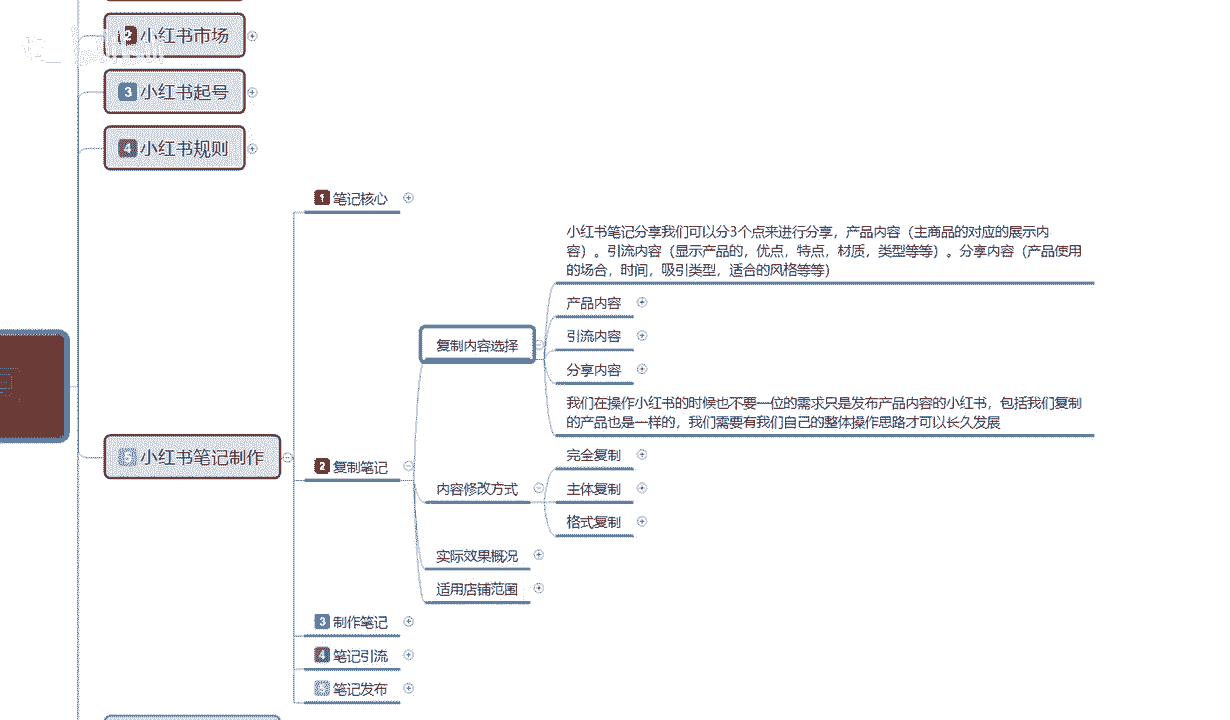 2 小红书市场
3 小红书起号
4 小红书规则
1 笔记核心
小红书笔记分享我们可以分3个点来进行分享，产品内容（主商品的对应的展示内
容）。引流内容（显示产品的，优点，特点，材质，类型等等）。分享内容（产品使用
的场合，时间，吸引类型，适合的风格等等）
产品内容
复制内容选择
引流内容
分享内容
我们在操作小红书的时候也不要一位的需求只是发布产品内容的小红书，包括我们复制
的产品也是一样的，我们需要有我们自己的整体操作思路才可以长久发展
5 小红书笔记制作
2 复制笔记
完全复制
内容修改方式
主体复制
格式复制
实际效果概况
适用店铺范围
3 制作笔记
4 笔记引流
5 笔记发布